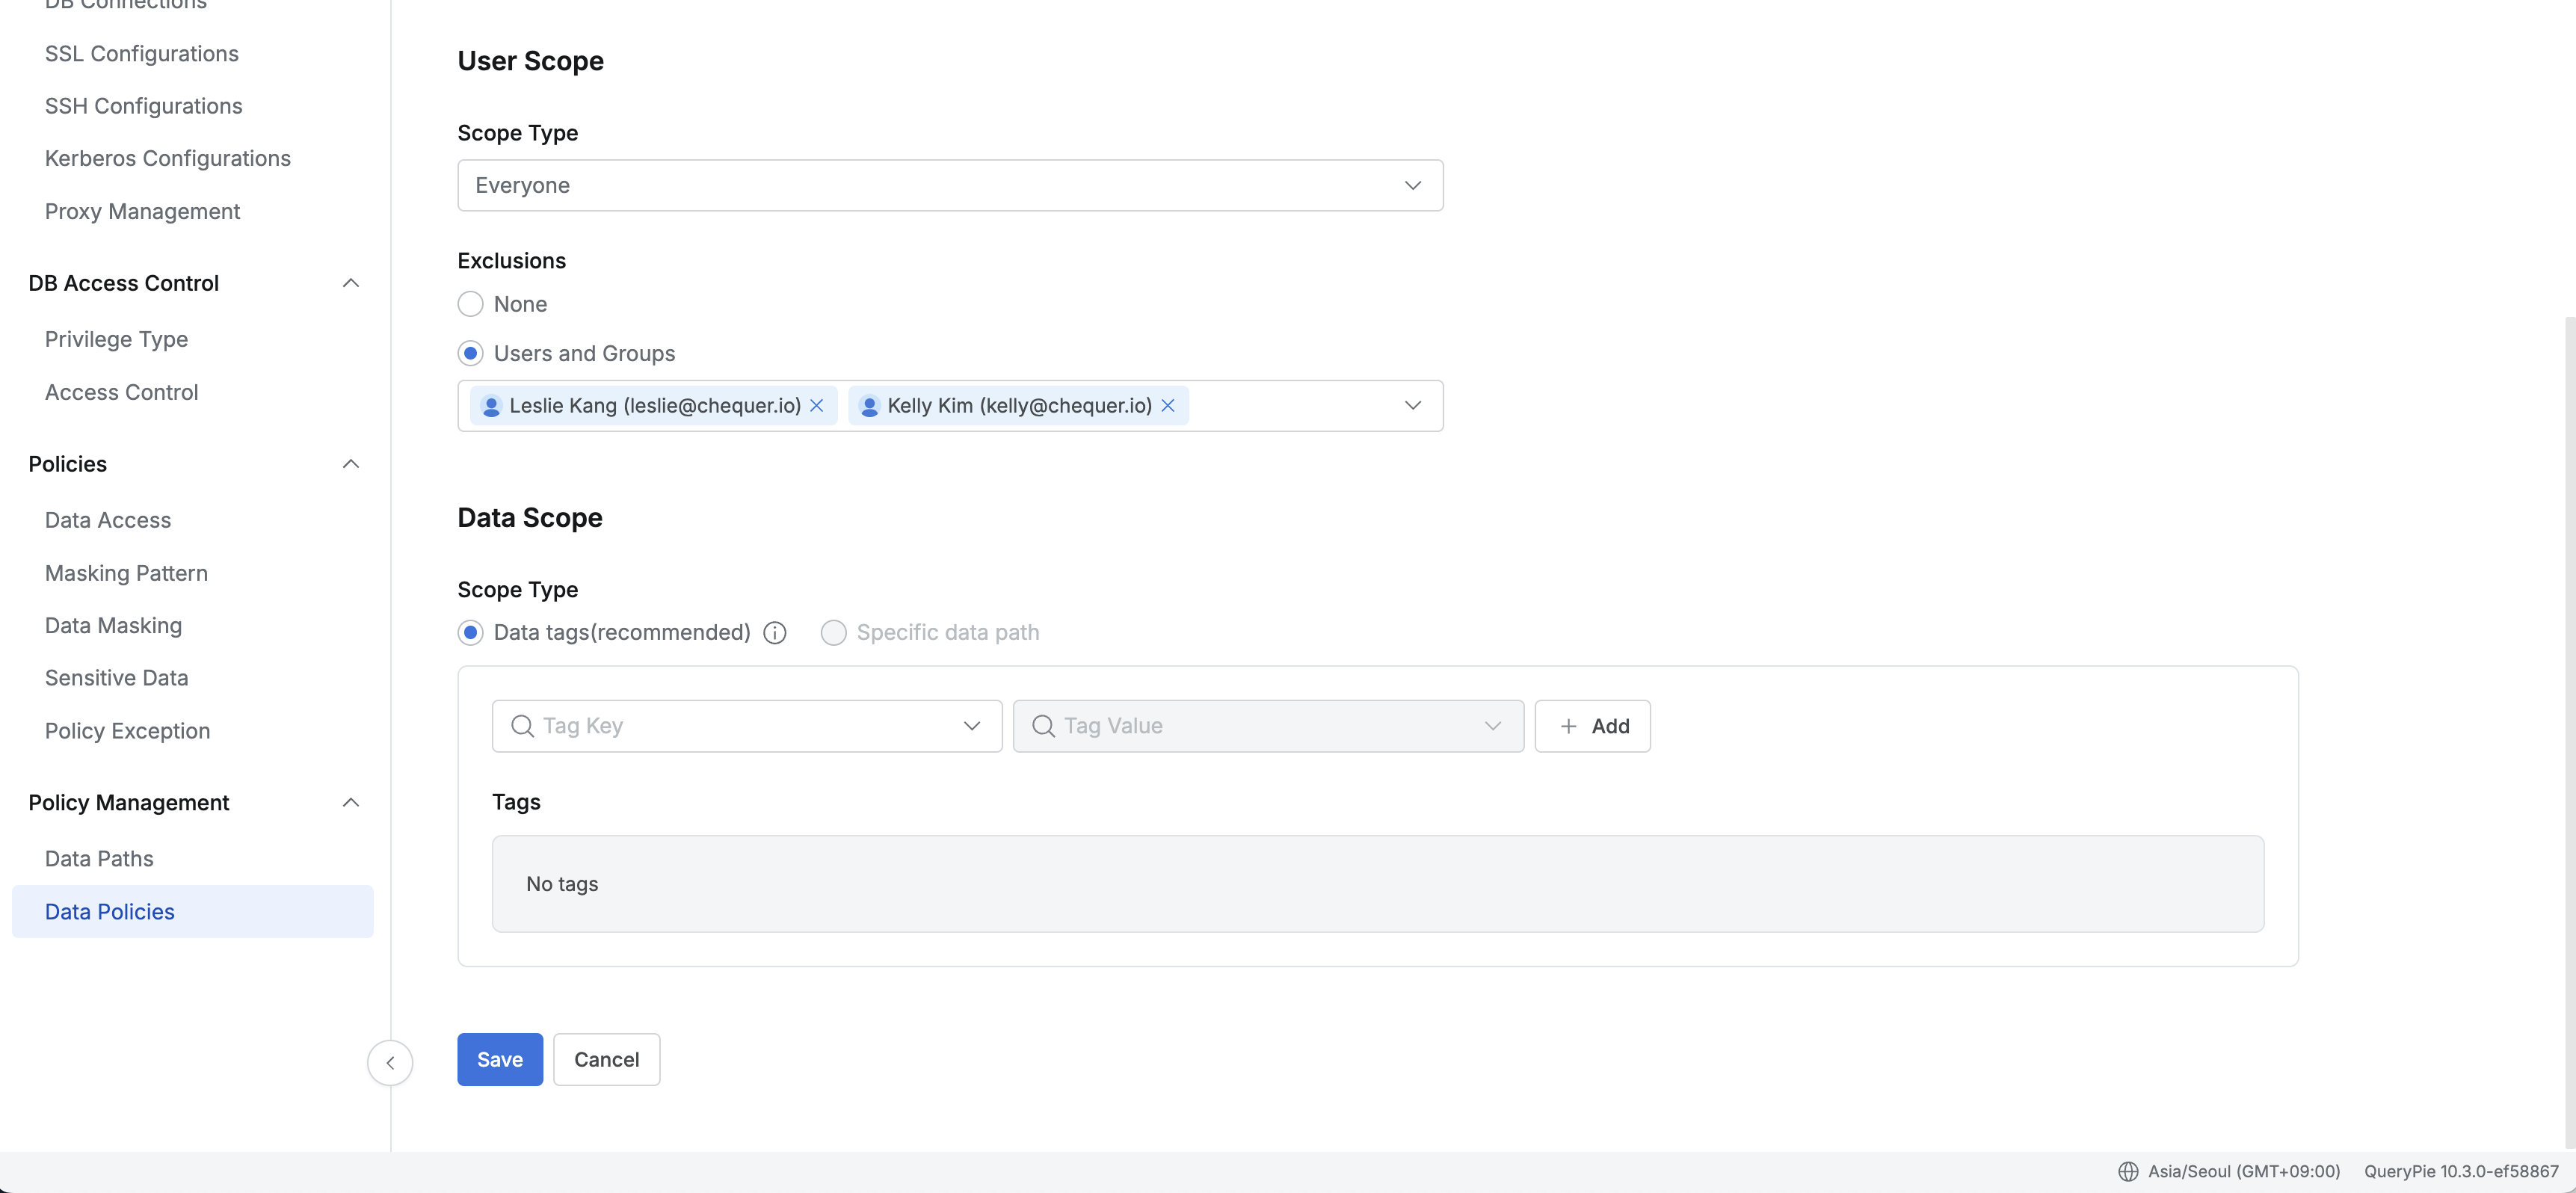 DB Connections
SSL Configurations
SSH Configurations
Kerberos Configurations
Proxy Management
DB Access Control
Privilege Type
Access Control
Policies
Data Access
Masking Pattern
Data Masking
Sensitive Data
Policy Exception
Policy Management
Data Paths
Data Policies
User Scope
Scope Type
Everyone
Exclusions
None
Users and Groups
Leslie Kang (leslie@chequer.io) Kelly Kim (kelly@chequer.io)
Data Scope
Scope Type
Data tags(recommended) Specific data path
Tag Key Tag Value Add
Tags
No tags
Save Cancel
Asia/Seoul (GMT+09:00) QueryPie 10.3.0-ef58867